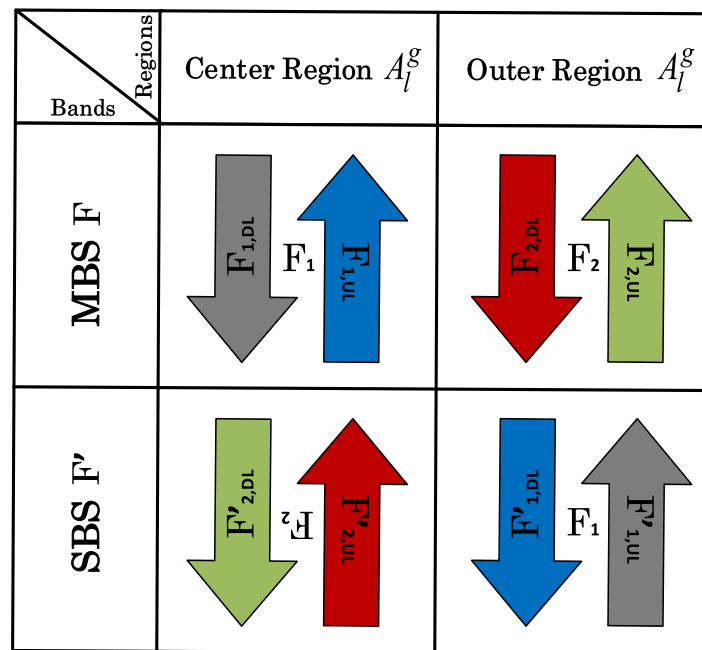 Regions
Bands
Center Region A_l^g
Outer Region A_l^g
MBS F
F1,DL
F1
F1,UL
F2,DL
F2
F2,UL
SBS F'
F'2,DL
F2
F'2,UL
F'1,DL
F1
F'1,UL